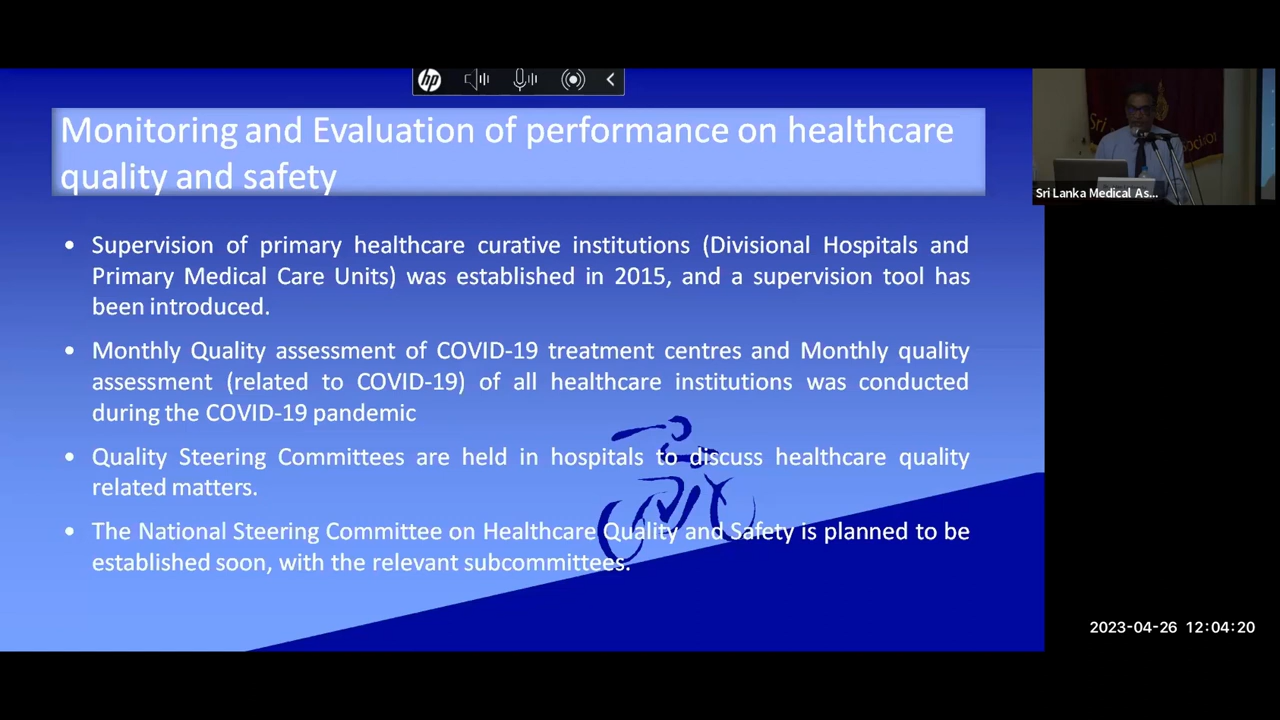 hp
Monitoring and Evaluation of performance on healthcare
quality and safety
Sri
Sri Lanka Medical As...
• Supervision of primary healthcare curative institutions (Divisional Hospitals and
Primary Medical Care Units) was established in 2015, and a supervision tool has
been introduced.
• Monthly Quality assessment of COVID-19 treatment centres and Monthly quality
assessment (related to COVID-19) of all healthcare institutions was conducted
during the COVID-19 pandemic
• Quality Steering Committees are held in hospitals to discuss healthcare quality
related matters.
• The National Steering Committee on Healthcare Quality and Safety is planned to be
established soon, with the relevant subcommittees.
2023-04-26 12:04:20